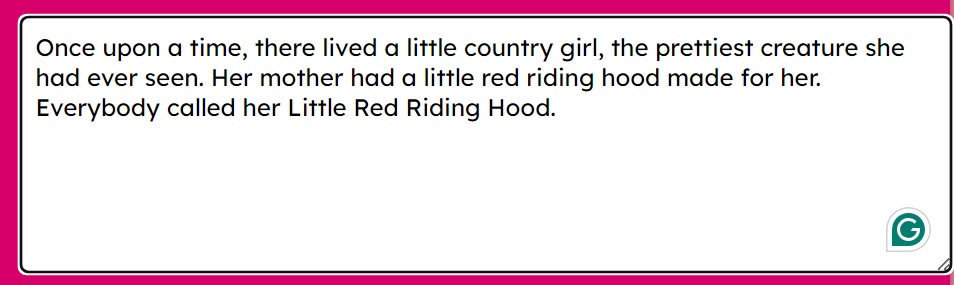 Once upon a time, there lived a little country girl, the prettiest creature she
had ever seen. Her mother had a little red riding hood made for her.
Everybody called her Little Red Riding Hood.